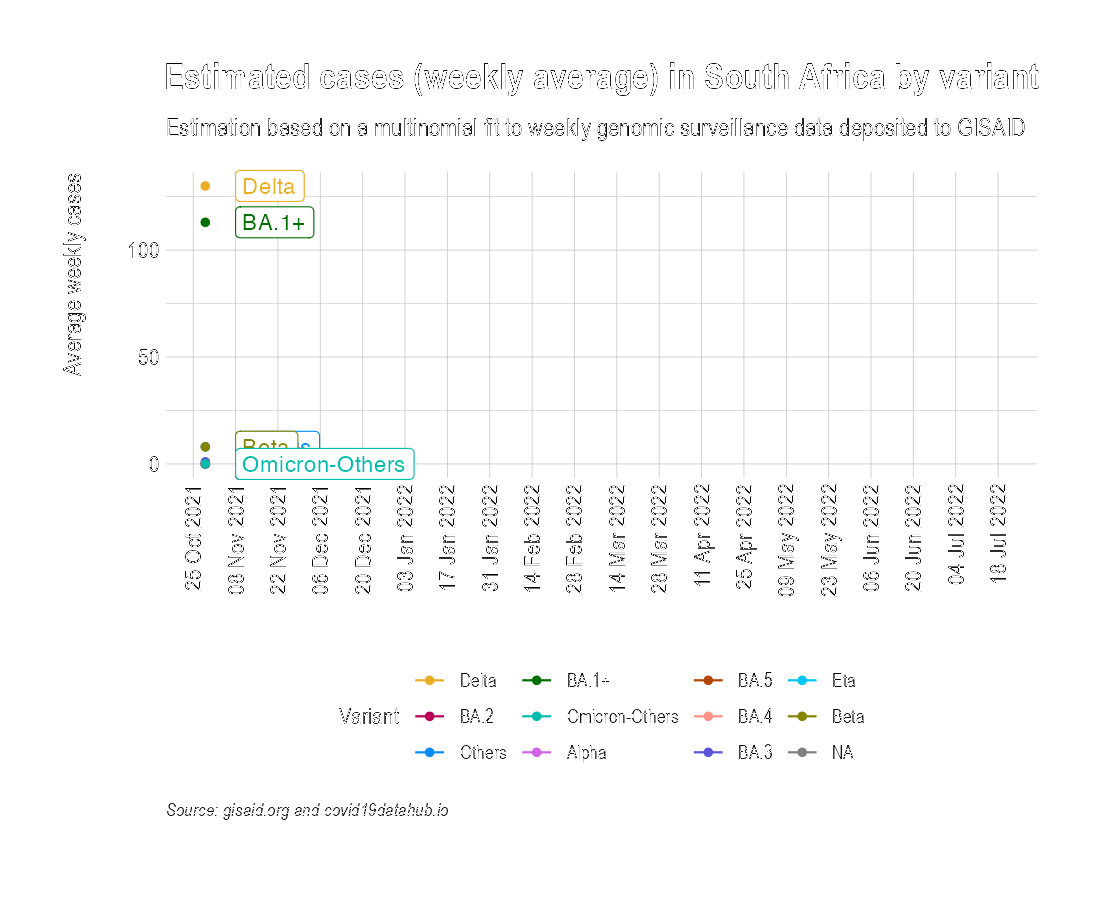 Estimated cases (weekly average) in South Africa by variant
Estimation based on a multinomial fit to weekly genomic surveillance data deposited to GISAID
Average weekly cases
Delta
BA.1+
100
50
Beta
s
0
Omicron-Others
25 Oct 2021
08 Nov 2021
22 Nov 2021
06 Dec 2021
20 Dec 2021
03 Jan 2022
17 Jan 2022
31 Jan 2022
14 Feb 2022
28 Feb 2022
14 Mar 2022
28 Mar 2022
11 Apr 2022
25 Apr 2022
09 May 2022
23 May 2022
06 Jun 2022
20 Jun 2022
04 Jul 2022
18 Jul 2022
Delta BA.1+ BA.5 Eta
Variant BA.2 Omicron-Others BA.4 Beta
Others Alpha BA.3 NA
Source: gisaid.org and covid19datahub.io